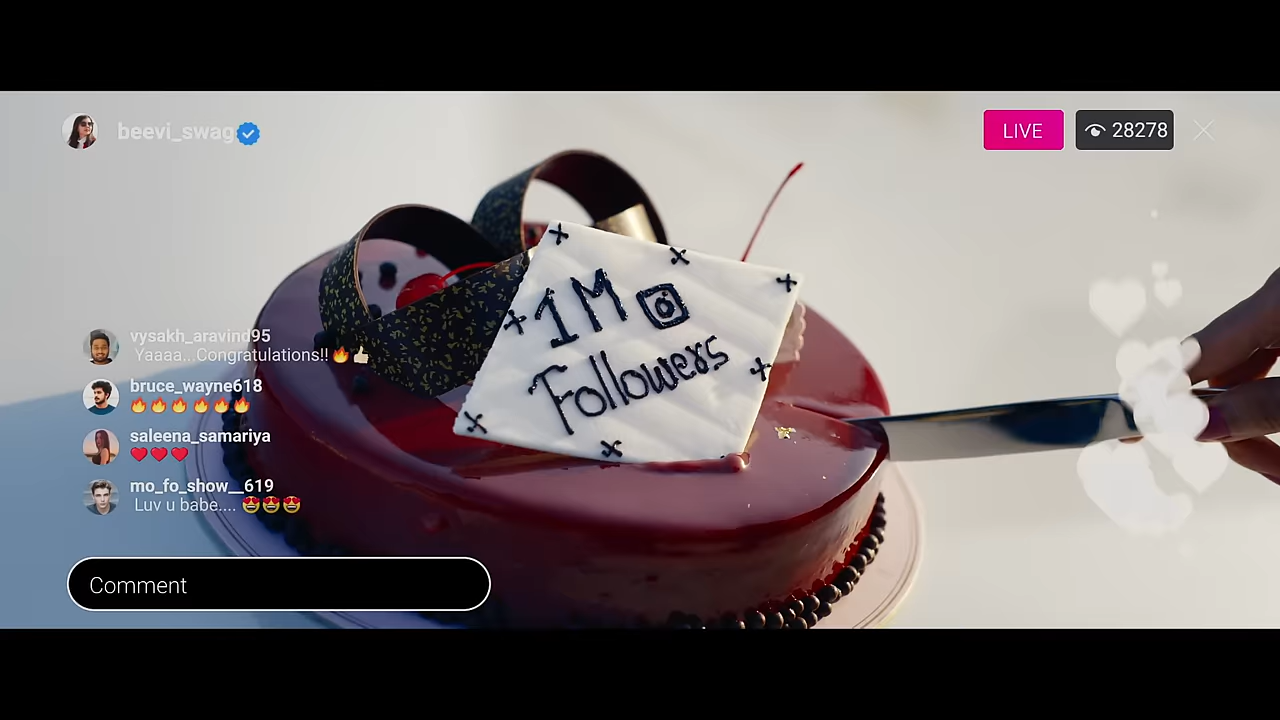 beevi_swag
LIVE
28278
1M
Followers
vysakh_aravind95
Yaaaa...Congratulations!! 🔥👍🏻
bruce_wayne618
🔥🔥🔥🔥🔥🔥
saleena_samariya
❤️❤️❤️
mo_fo_show__619
Luv u babe.... 😍😍😍
Comment